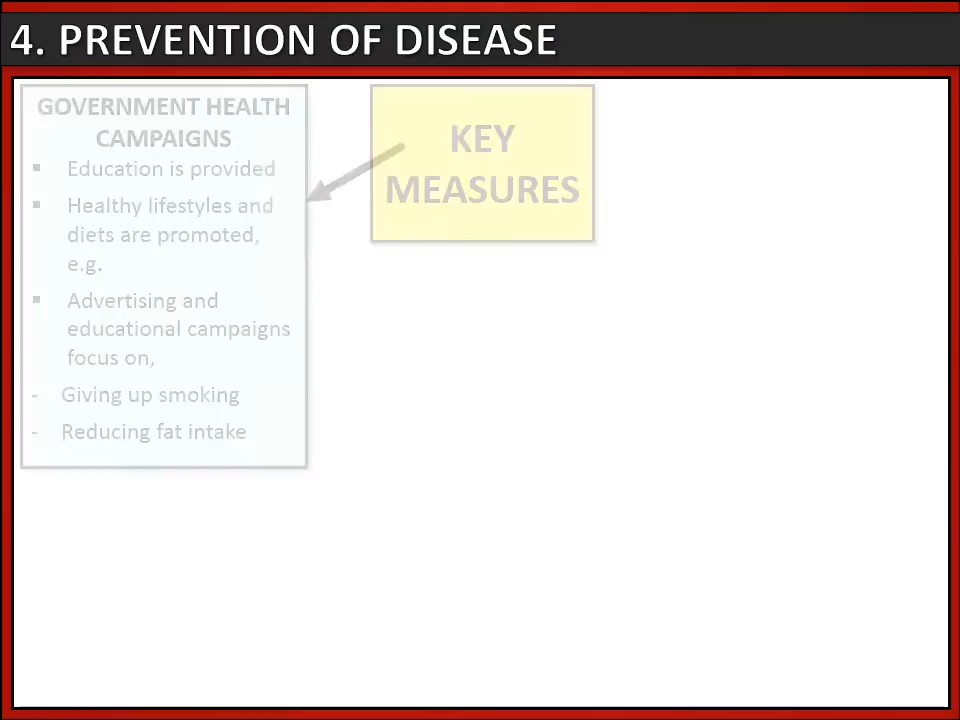 4. PREVENTION OF DISEASE
GOVERNMENT HEALTH
CAMPAIGNS
▪ Education is provided
▪ Healthy lifestyles and
diets are promoted,
e.g.
▪ Advertising and
educational campaigns
focus on,
- Giving up smoking
- Reducing fat intake
KEY
MEASURES